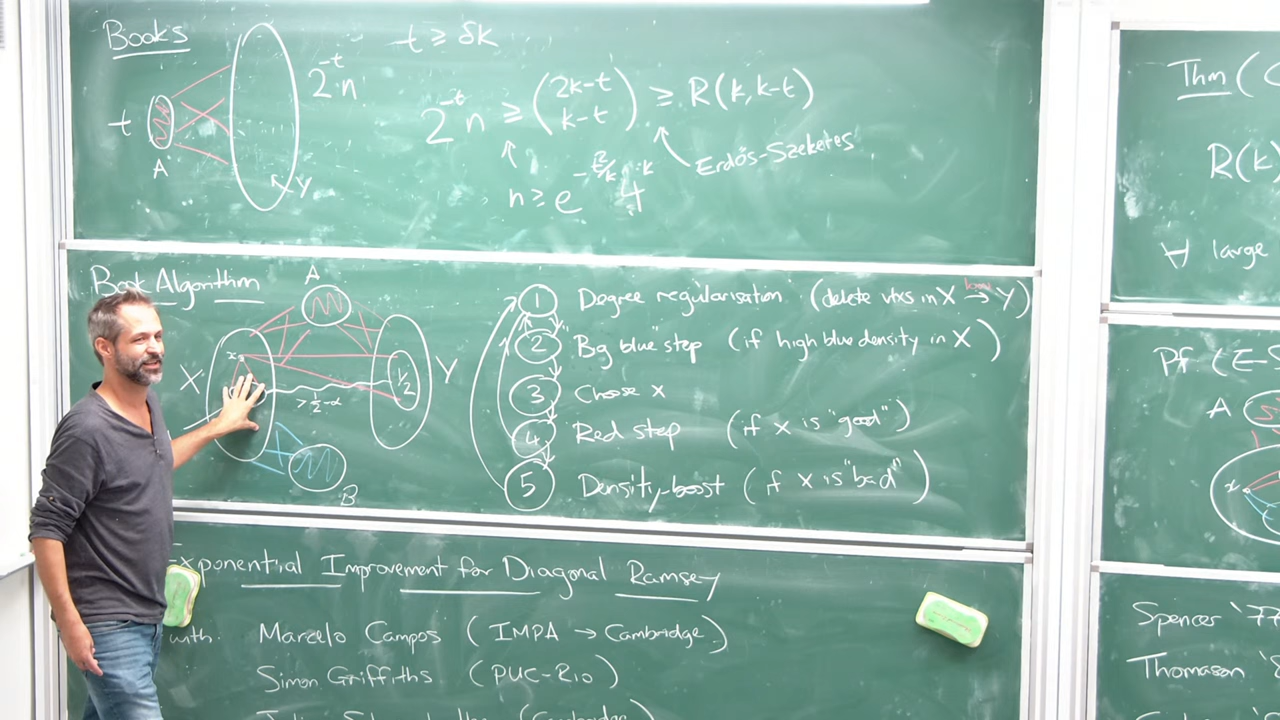 Books
t ≥ δk
t
A
2^{-t}·n
Y
2^{-t} n ≥ (2k-t choose k-t) ≥ R(k, k-t)
n ≥ e^{-t²/k} 4^k
Erdős-Szekeres
Book Algorithm
A
X
x
Y
1/2
> 1/2 - α
B
1 Degree regularisation (delete vtxs in X → Y)
2 Big blue step (if high blue density in X)
3 Choose x
4 Red step (if x is "good")
5 Density-boost (if x is "bad")
Exponential Improvement for Diagonal Ramsey
with Marcelo Campos (IMPA → Cambridge)
Simon Griffiths (PUC-Rio)
Thm (
R(k)
∀ large
Pf (E-S
A
x
Spencer '77
Thomason '8